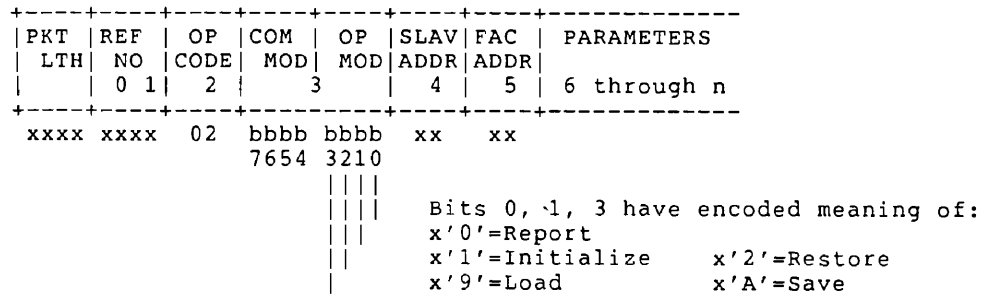 +----+----+----+----+----+----+----+--------------
|PKT |REF | OP |COM | OP |SLAV|FAC | PARAMETERS
| LTH| NO |CODE| MOD| MOD|ADDR|ADDR|
| | 0 1| 2 | 3 | 4 | 5 | 6 through n
+----+----+----+---------+----+----+--------------
xxxx xxxx 02 bbbb bbbb xx xx
7654 3210
||||
|||| Bits 0, 1, 3 have encoded meaning of:
||| x'0'=Report
|| x'1'=Initialize x'2'=Restore
| x'9'=Load x'A'=Save